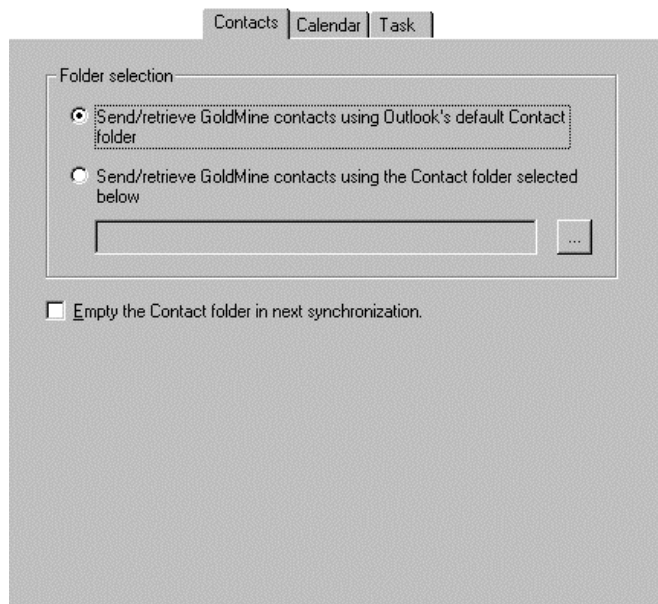 Contacts Calendar Task
Folder selection
Send/retrieve GoldMine contacts using Outlook's default Contact
folder
Send/retrieve GoldMine contacts using the Contact folder selected
below
...
Empty the Contact folder in next synchronization.